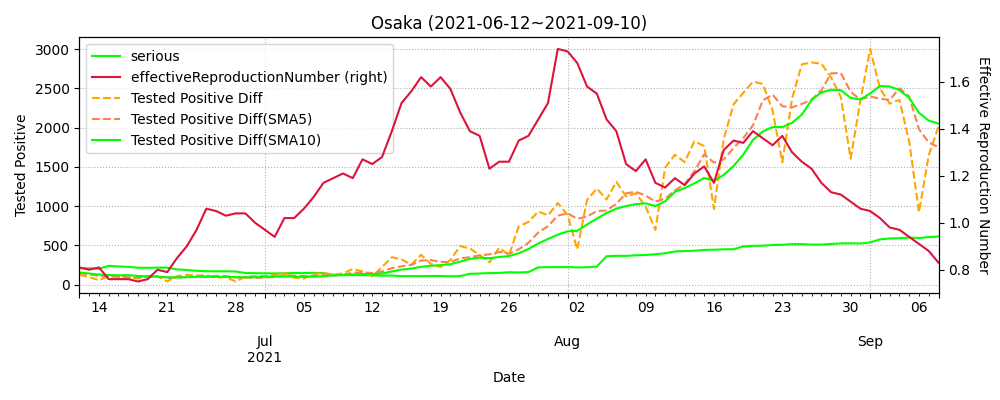 Osaka (2021-06-12~2021-09-10)
serious
effectiveReproductionNumber (right)
Tested Positive Diff
Tested Positive Diff(SMA5)
Tested Positive Diff(SMA10)
Tested Positive
3000
2500
2000
1500
1000
500
0
1.6
1.4
1.2
1.0
0.8
Effective Reproduction Number
14 21 28 05 12 19 26 02 09 16 23 30 06
Jul Aug Sep
2021
Date